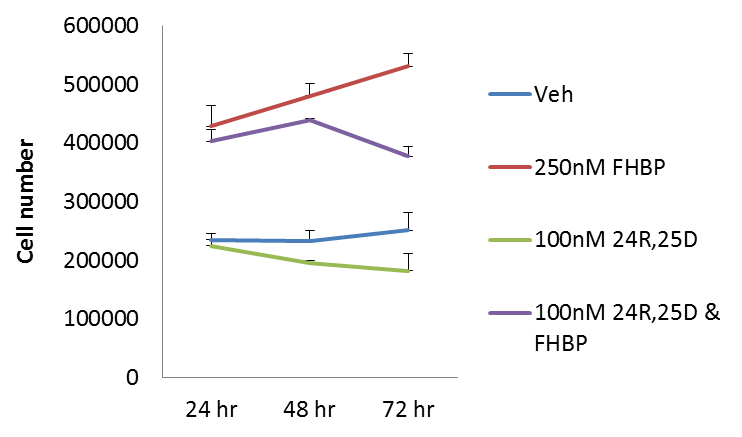 600000
500000
400000
300000
200000
100000
0
Cell number
24 hr
48 hr
72 hr
Veh
250nM FHBP
100nM 24R,25D
100nM 24R,25D &
FHBP